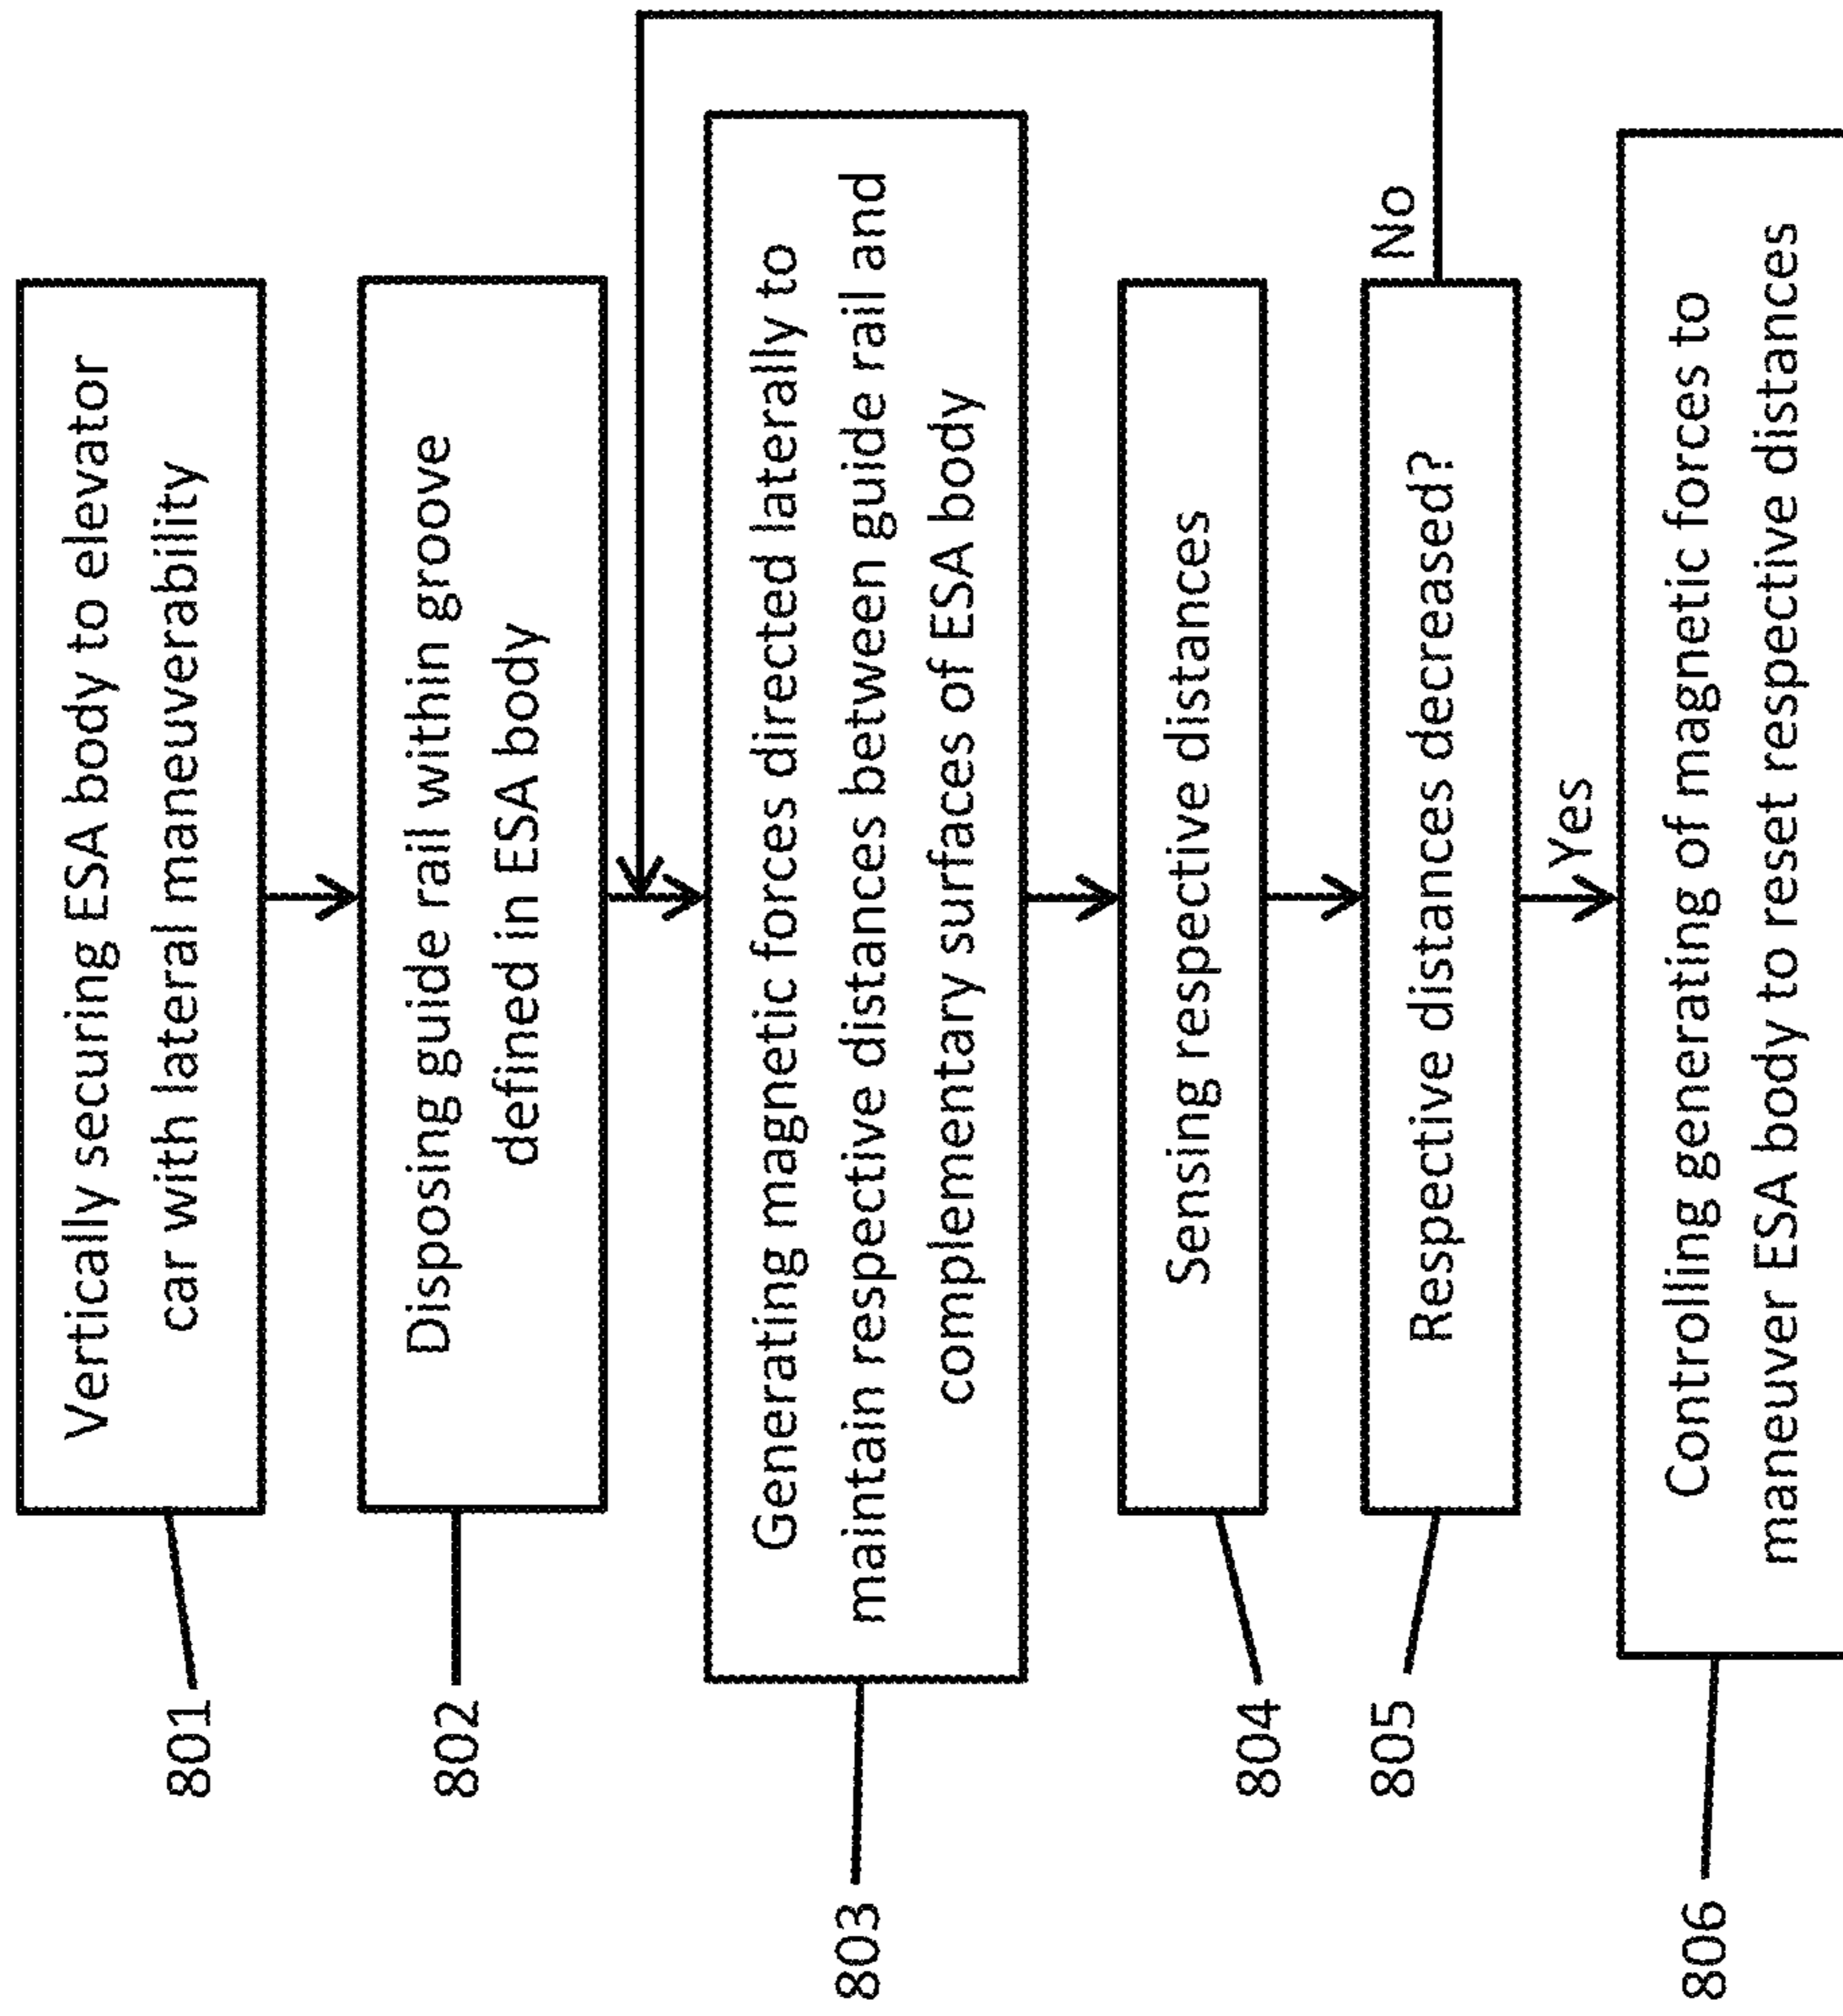 801
Vertically securing ESA body to elevator
car with lateral maneuverability
802
Disposing guide rail within groove
defined in ESA body
803
Generating magnetic forces directed laterally to
maintain respective distances between guide rail and
complementary surfaces of ESA body
804
Sensing respective distances
805
Respective distances decreased?
No
Yes
806
Controlling generating of magnetic forces to
maneuver ESA body to reset respective distances